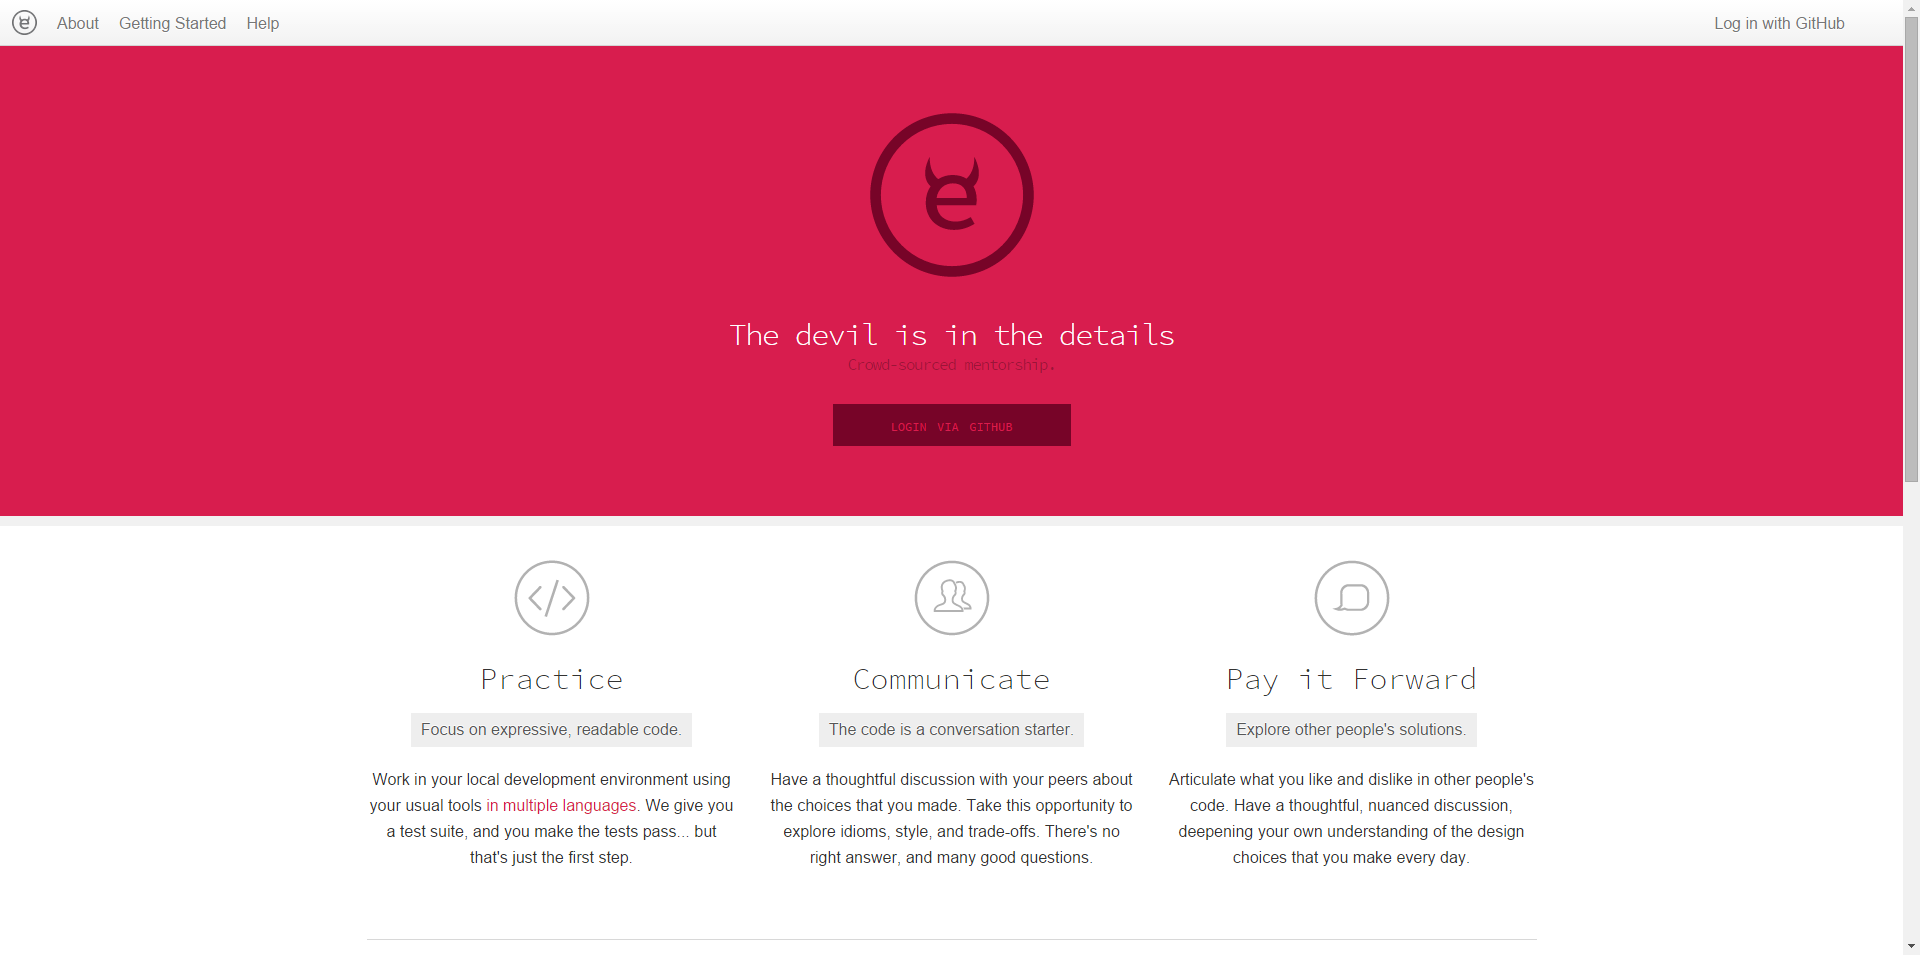 e About Getting Started Help Log in with GitHub
e
The devil is in the details
Crowd-sourced mentorship.
LOGIN VIA GITHUB
Practice
Focus on expressive, readable code.
Work in your local development environment using
your usual tools in multiple languages. We give you
a test suite, and you make the tests pass... but
that's just the first step.
Communicate
The code is a conversation starter.
Have a thoughtful discussion with your peers about
the choices that you made. Take this opportunity to
explore idioms, style, and trade-offs. There's no
right answer, and many good questions.
Pay it Forward
Explore other people's solutions.
Articulate what you like and dislike in other people's
code. Have a thoughtful, nuanced discussion,
deepening your own understanding of the design
choices that you make every day.